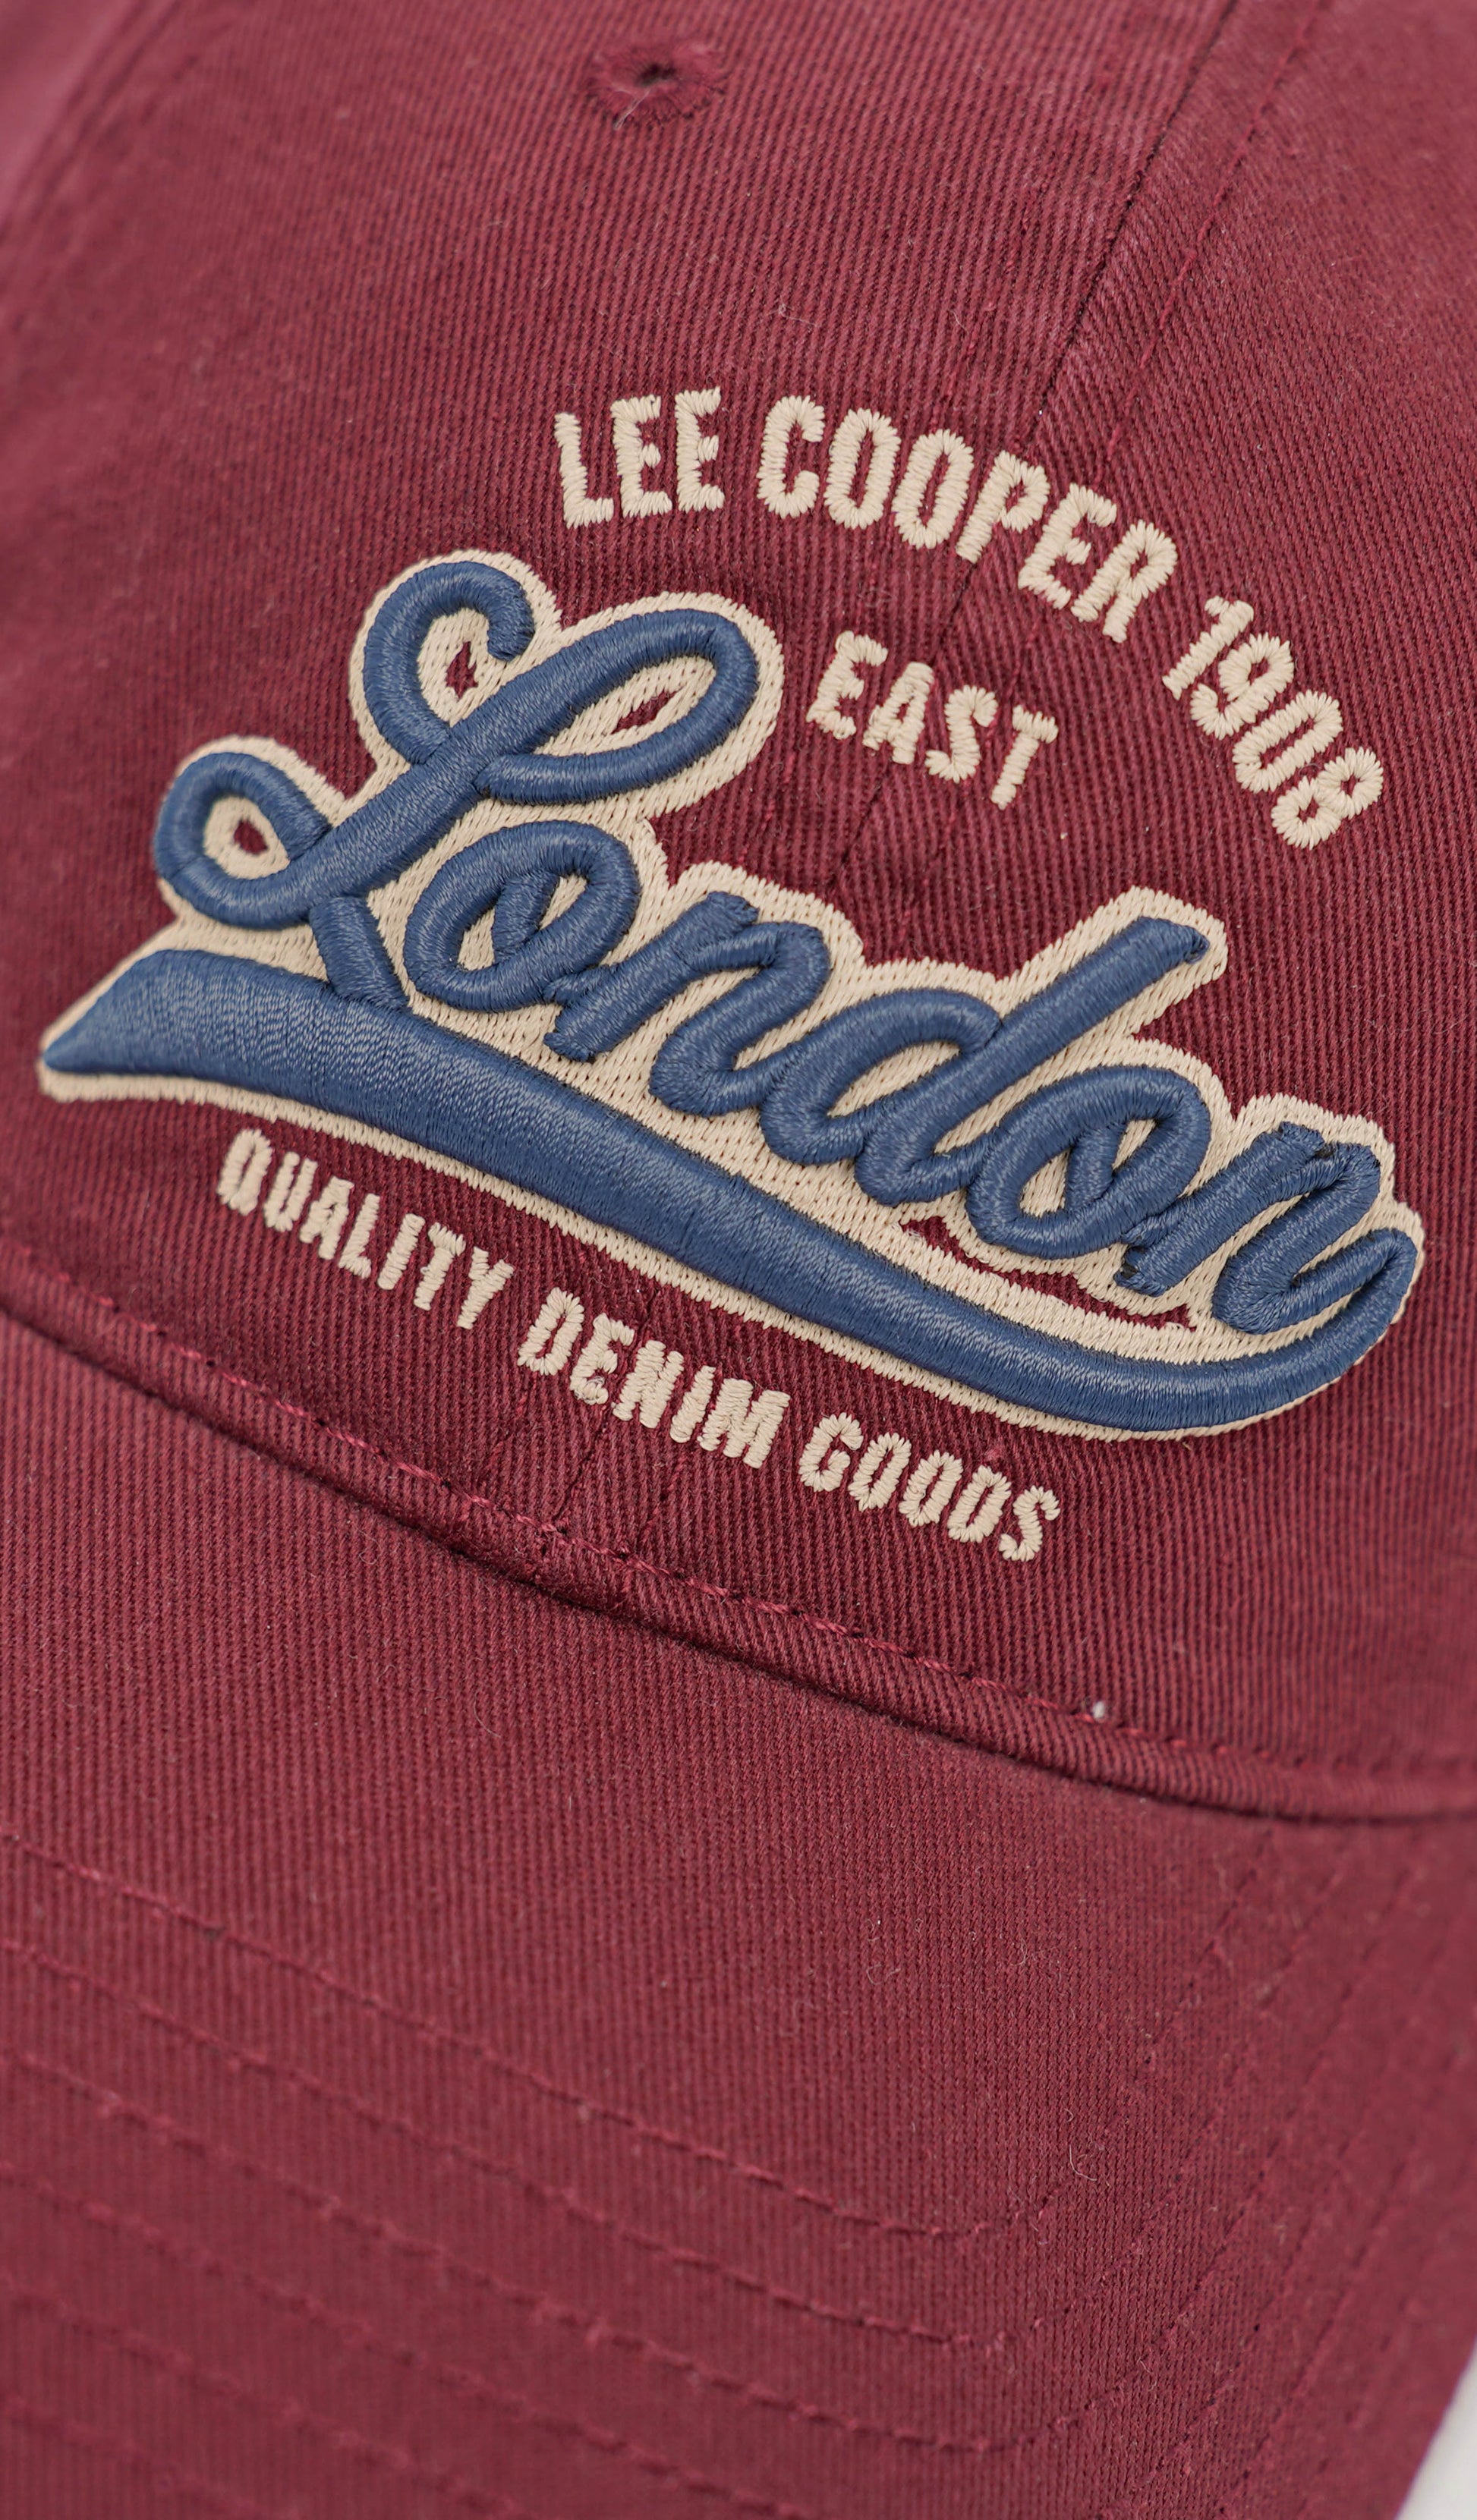 LEE COOPER 1908
EAST
London
QUALITY DENIM GOODS